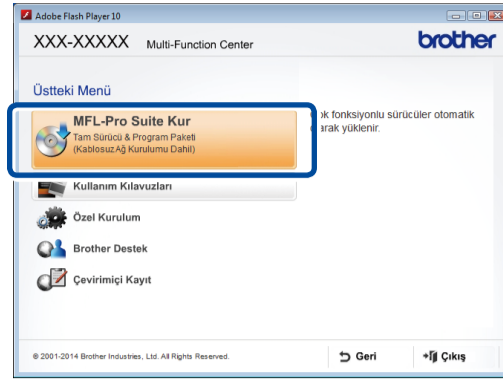 Adobe Flash Player 10
XXX-XXXXX Multi-Function Center
brother
Üstteki Menü
MFL-Pro Suite Kur
Tam Sürücü & Program Paketi
(Kablosuz Ağ Kurulumu Dahil)
fonksiyonlu sürücüler otomatik
yüklenir.
Kullanım Kılavuzları
Özel Kurulum
Brother Destek
Çevirimiçi Kayıt
© 2001-2014 Brother Industries, Ltd. All Rights Reserved.
Geri
Çıkış